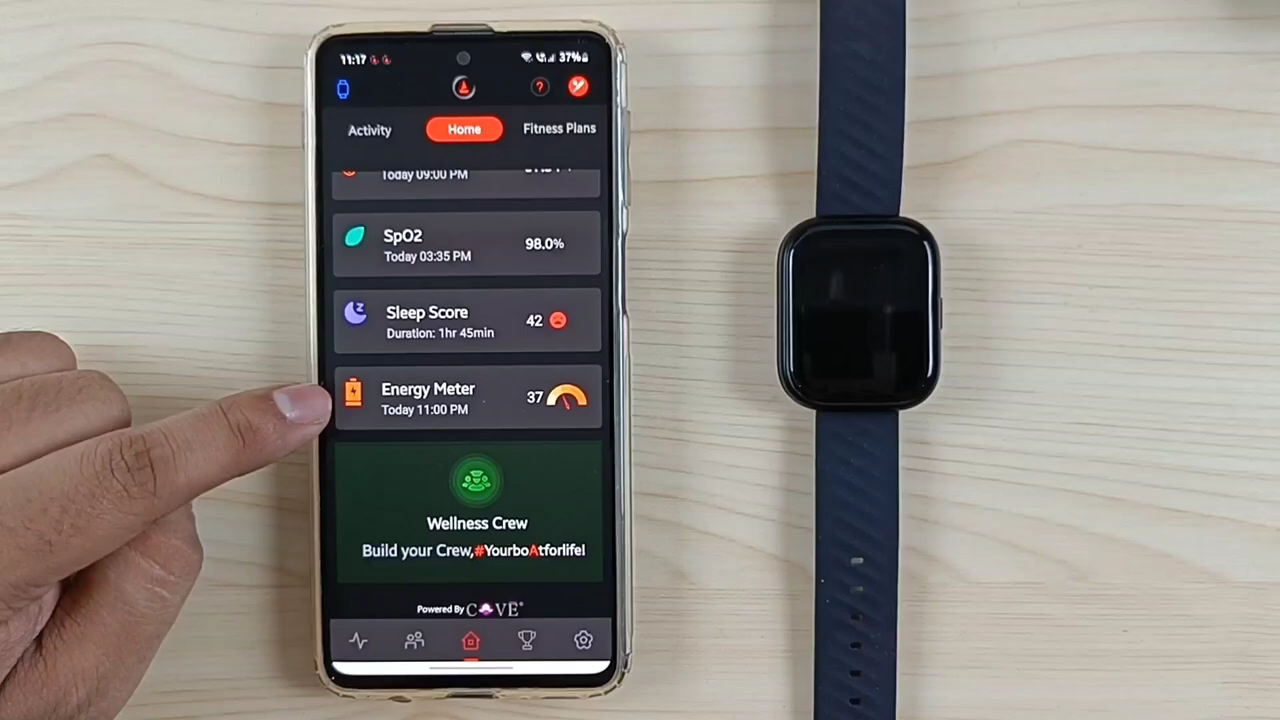 11:17
37%
?
Activity Home Fitness Plans
Today 09:00 PM
SpO2
Today 03:35 PM
98.0%
Sleep Score
Duration: 1hr 45min
42
Energy Meter
Today 11:00 PM
37
Wellness Crew
Build your Crew,#YourboAtforlife!
Powered By COVE